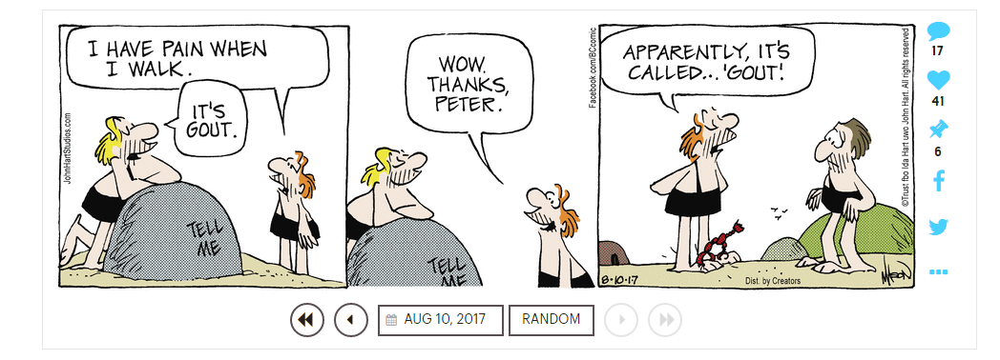 I HAVE PAIN WHEN
I WALK.
IT'S
GOUT.
TELL
ME
JohnHartStudios.com
WOW.
THANKS,
PETER.
TELL
ME
Facebook.com/BCcomic
APPARENTLY, IT'S
CALLED... 'GOUT!'
8·10·17
Dist. by Creators
MASON
©Trust fbo Ida Hart uwo John Hart. All rights reserved
17
41
6
AUG 10, 2017
RANDOM